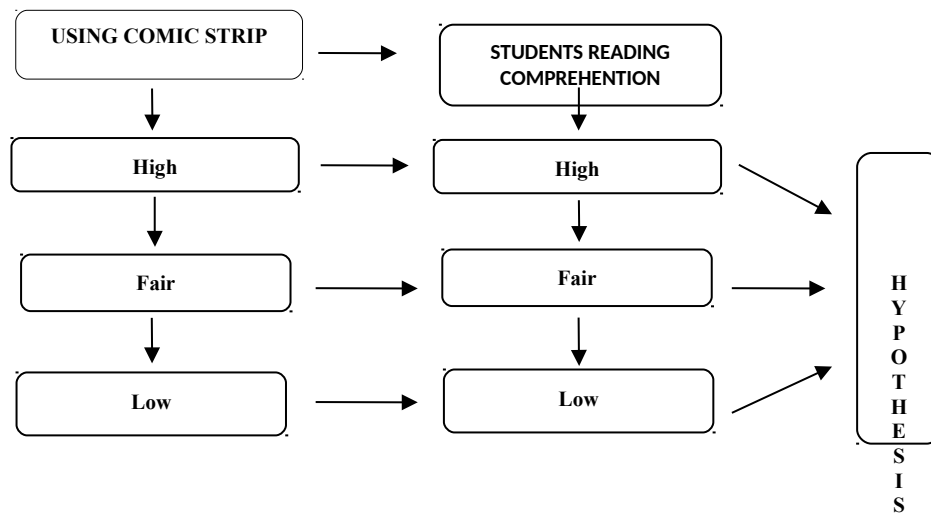 USING COMIC STRIP
STUDENTS READING
COMPREHENTION
High
High
Fair
Fair
Low
Low
H
Y
P
O
T
H
E
S
I
S